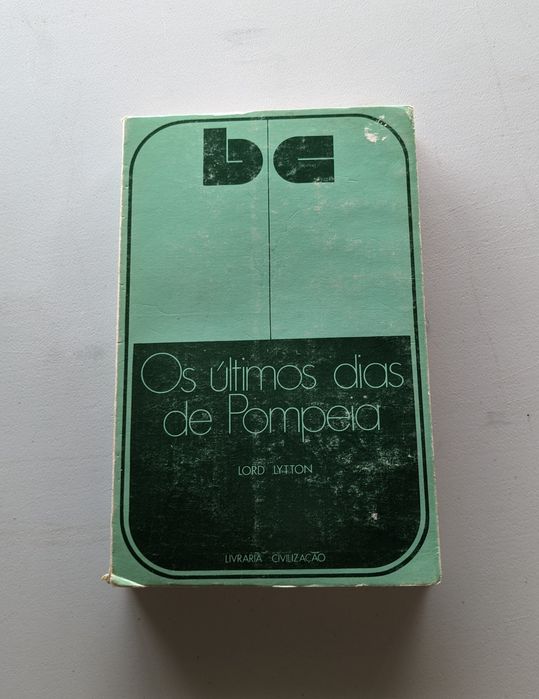 bc
Os últimos dias
de Pompeia
LORD LYTTON
LIVRARIA CIVILIZAÇÃO